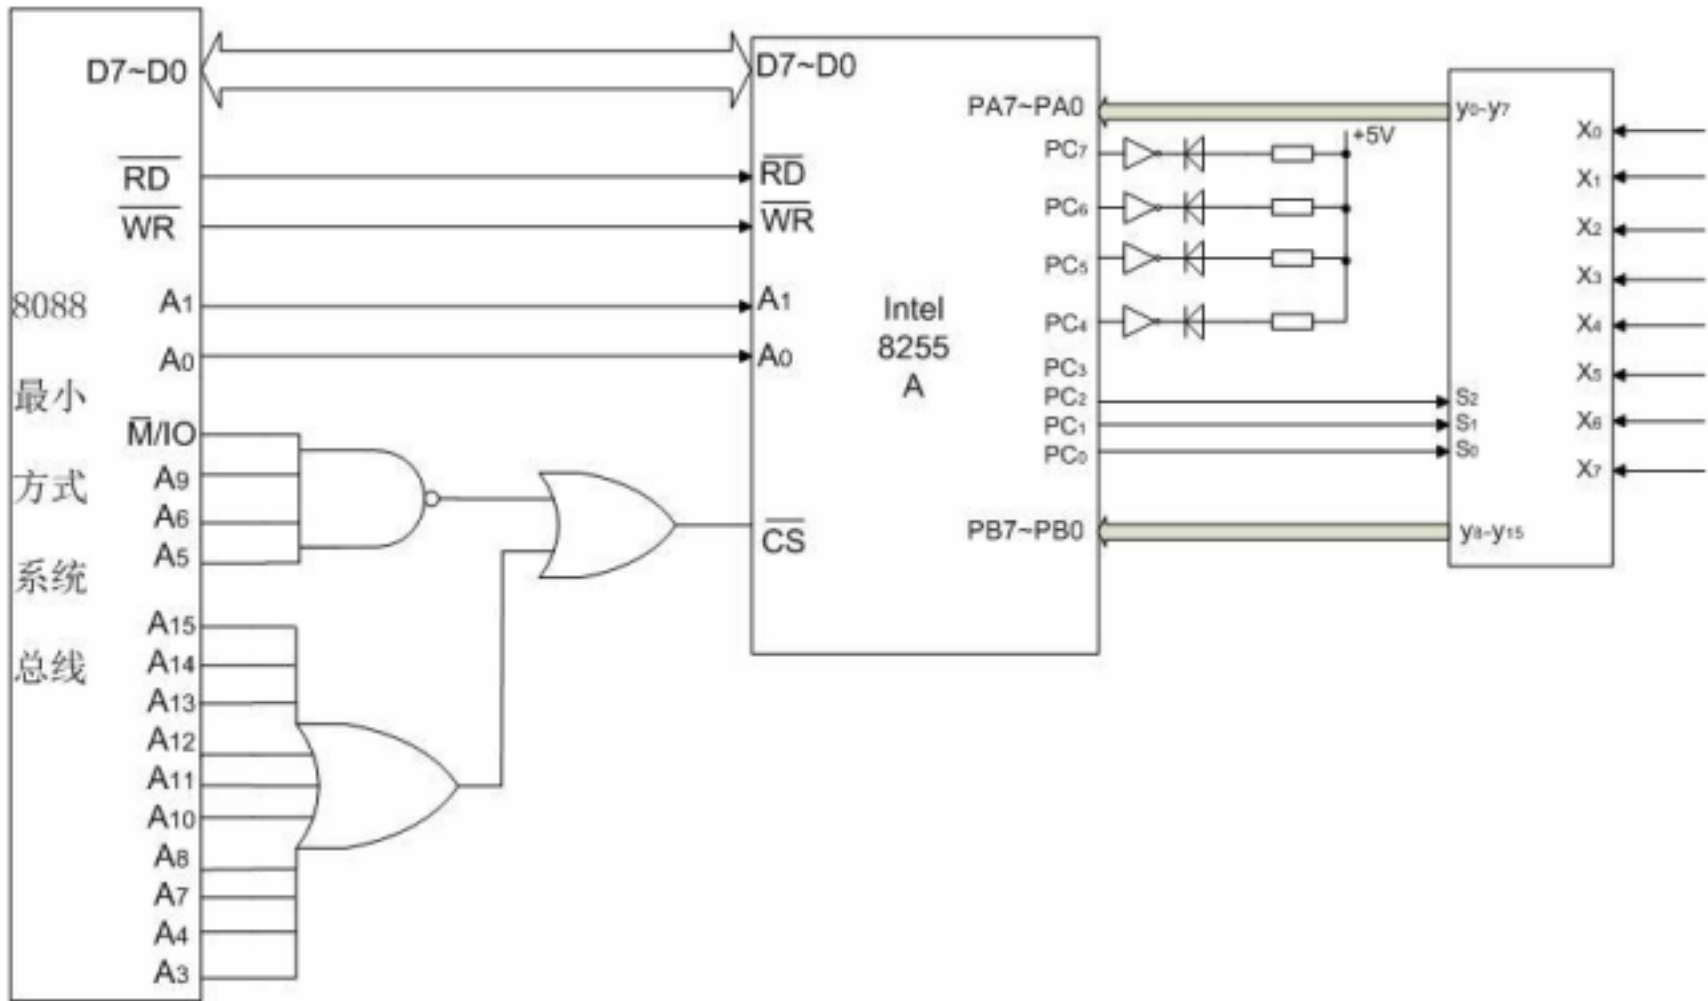 D7~D0
RD
WR
A1
A0
M/IO
A9
A6
A5
A15
A14
A13
A12
A11
A10
A8
A7
A4
A3
8088
最小
方式
系统
总线
D7~D0
RD
WR
A1
A0
CS
Intel
8255
A
PA7~PA0
PC7
PC6
PC5
PC4
PC3
PC2
PC1
PC0
PB7~PB0
+5V
y0-y7
S2
S1
S0
y8-y15
X0
X1
X2
X3
X4
X5
X6
X7